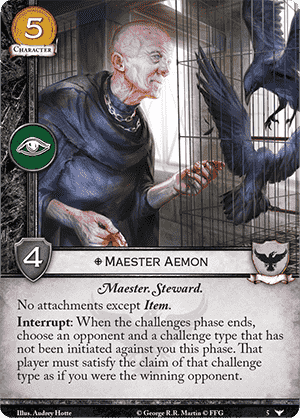 5
CHARACTER
4
MAESTER AEMON
Maester. Steward.
No attachments except Item.
Interrupt: When the challenges phase ends,
choose an opponent and a challenge type that has
not been initiated against you this phase. That
player must satisfy the claim of that challenge
type as if you were the winning opponent.
Illus. Audrey Hotte
© George R.R. Martin © FFG
5